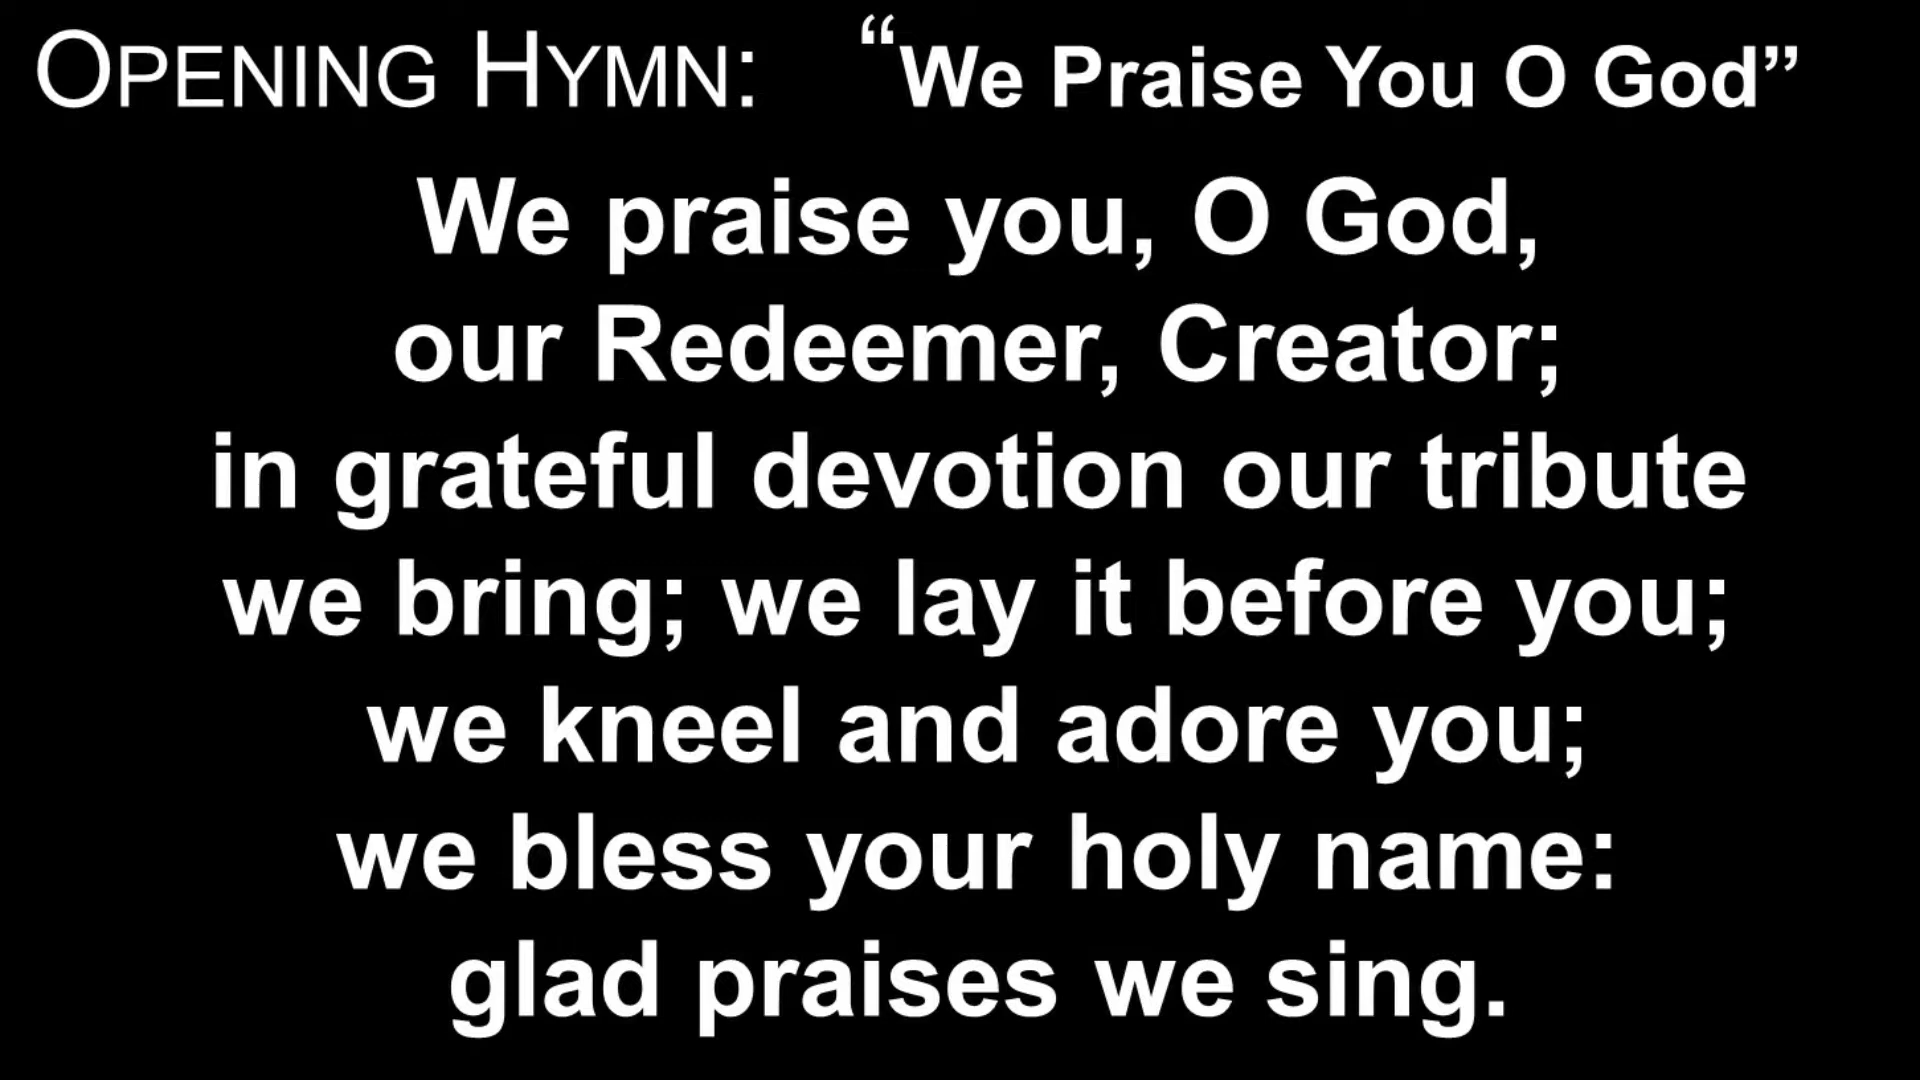 OPENING HYMN: “We Praise You O God”
We praise you, O God,
our Redeemer, Creator;
in grateful devotion our tribute
we bring; we lay it before you;
we kneel and adore you;
we bless your holy name:
glad praises we sing.